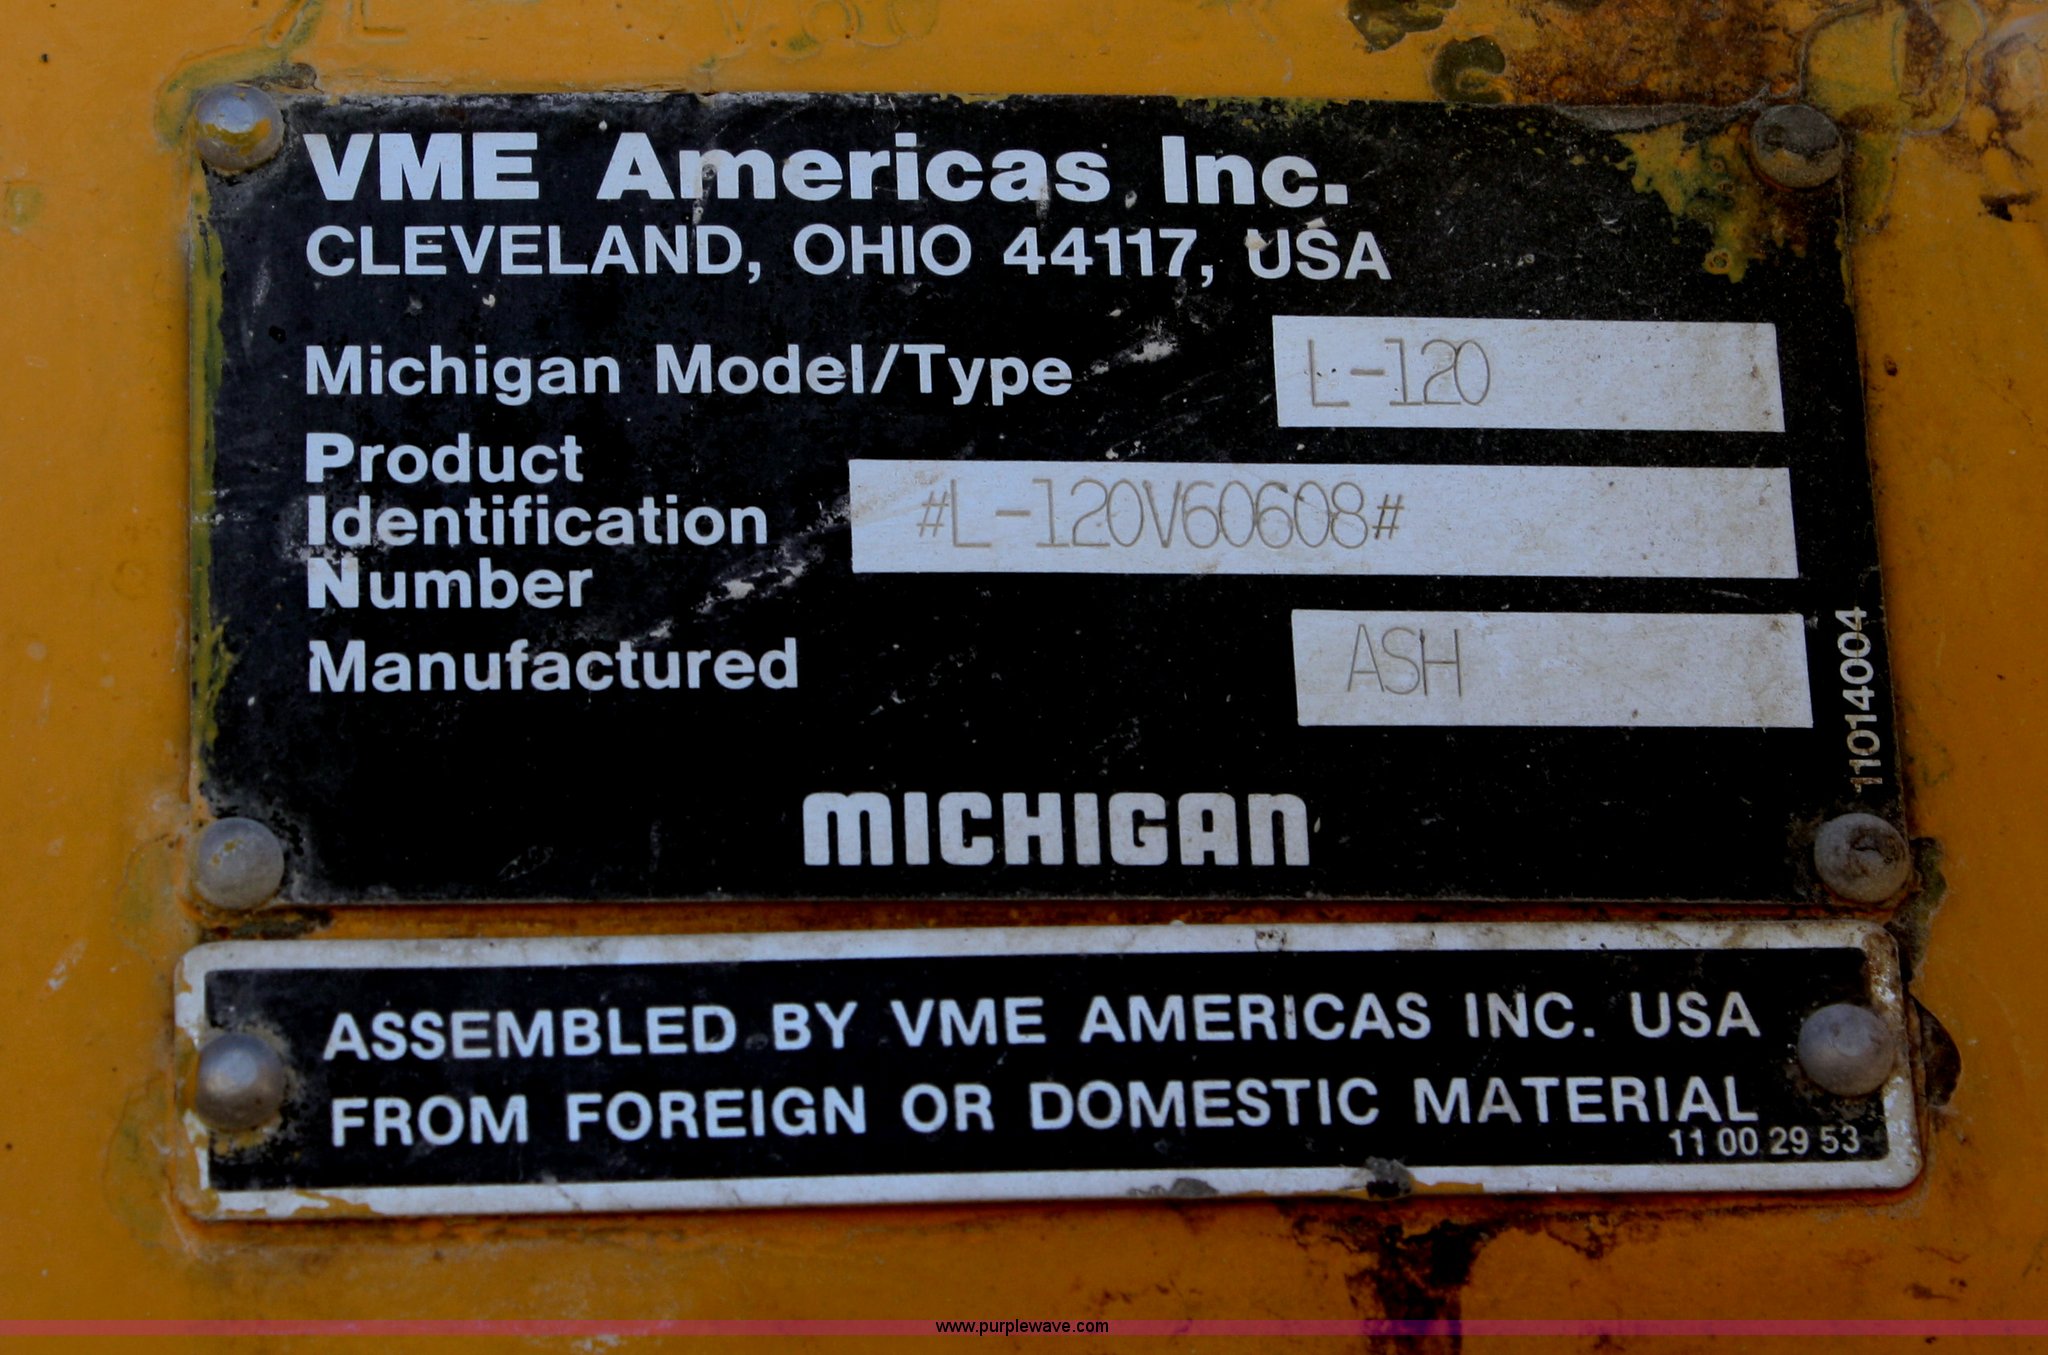 VME Americas Inc.
CLEVELAND, OHIO 44117, USA
Michigan Model/Type L-120
Product
Identification #L-120V60608#
Number
Manufactured ASH
11014004
MICHIGAN
ASSEMBLED BY VME AMERICAS INC. USA
FROM FOREIGN OR DOMESTIC MATERIAL
11 00 29 53
www.purplewave.com